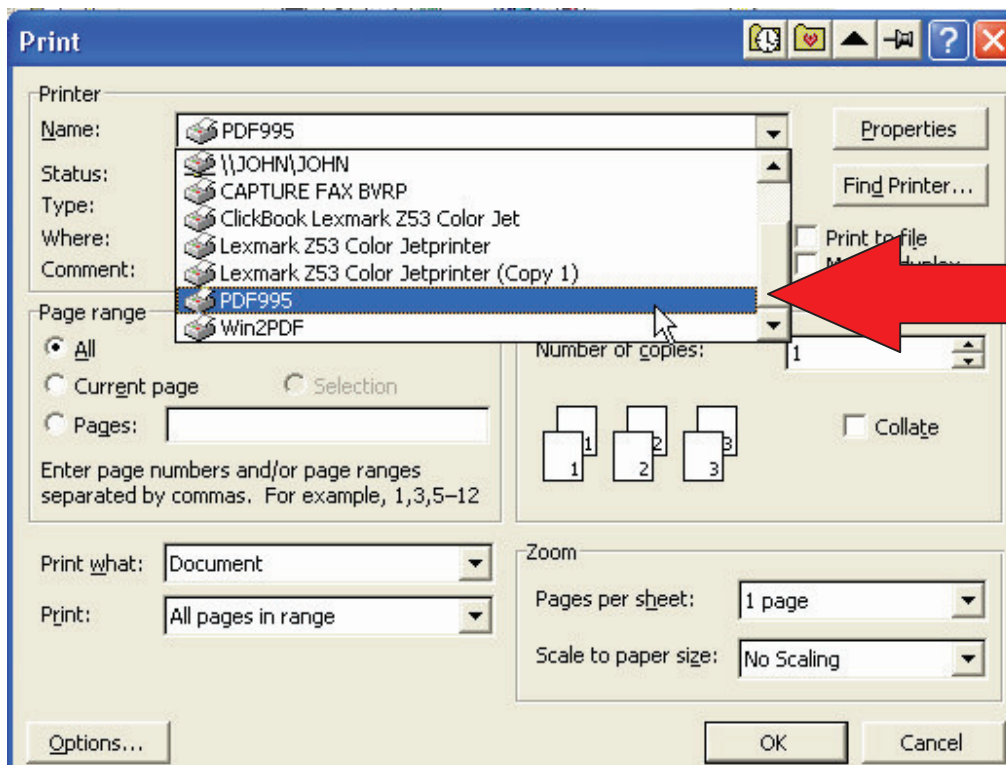 Print
Printer
Name: PDF995 Properties
\\JOHN\JOHN
Status:
CAPTURE FAX BVRP
Find Printer...
Type:
ClickBook Lexmark Z53 Color Jet
Where:
Lexmark Z53 Color Jetprinter
Print to file
Comment:
Lexmark Z53 Color Jetprinter (Copy 1)
PDF995
Win2PDF
Page range
All
Current page Selection
Pages:
Enter page numbers and/or page ranges
separated by commas. For example, 1,3,5–12
Number of copies: 1
1 2 3
1 2 3
Collate
Print what: Document
Print: All pages in range
Zoom
Pages per sheet: 1 page
Scale to paper size: No Scaling
Options... OK Cancel